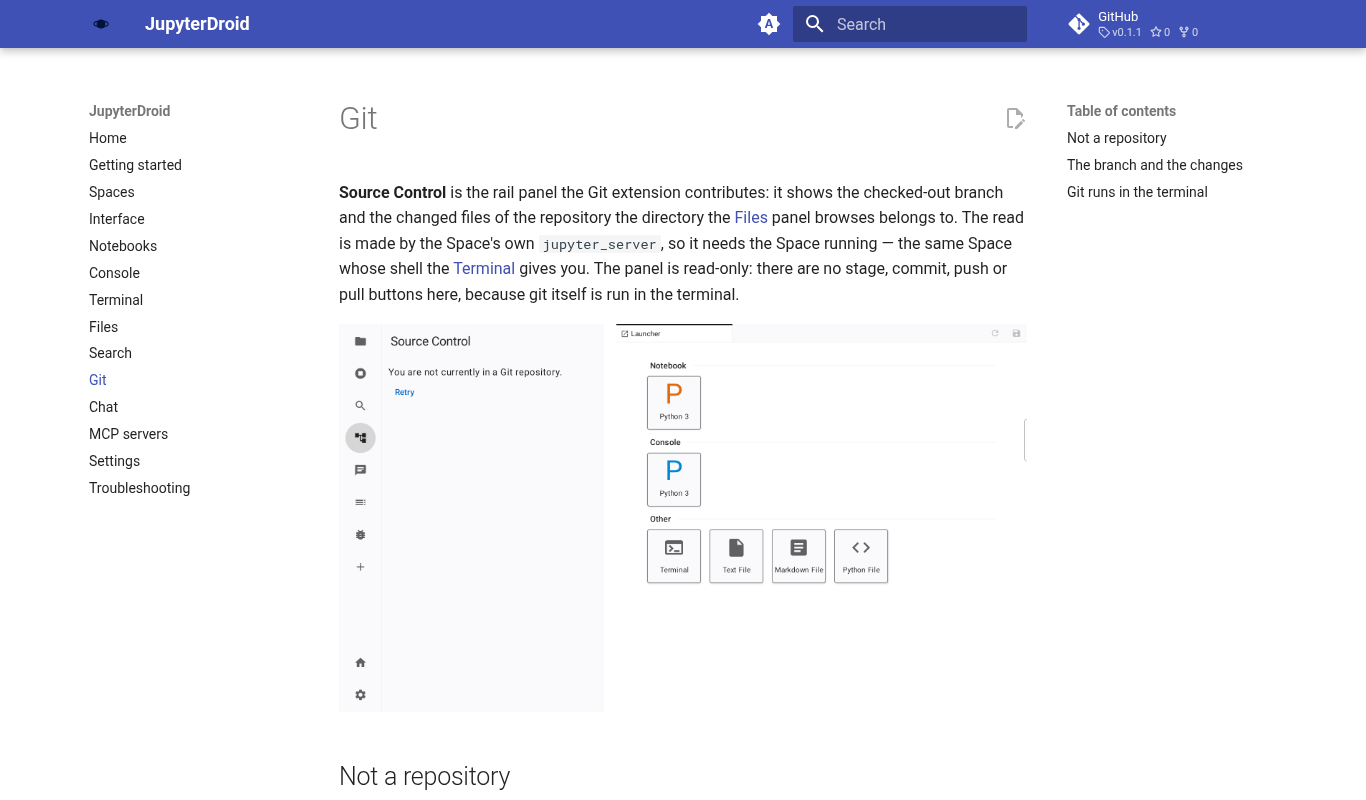 JupyterDroid
A
Search
GitHub
v0.1.1 0 0
JupyterDroid
Home
Getting started
Spaces
Interface
Notebooks
Console
Terminal
Files
Search
Git
Chat
MCP servers
Settings
Troubleshooting
Git
Source Control is the rail panel the Git extension contributes: it shows the checked-out branch
and the changed files of the repository the directory the Files panel browses belongs to. The read
is made by the Space's own jupyter_server, so it needs the Space running — the same Space
whose shell the Terminal gives you. The panel is read-only: there are no stage, commit, push or
pull buttons here, because git itself is run in the terminal.
Source Control
You are not currently in a Git repository.
Retry
Launcher
Notebook
P
Python 3
Console
P
Python 3
Other
Terminal Text File Markdown File Python File
Not a repository
Table of contents
Not a repository
The branch and the changes
Git runs in the terminal